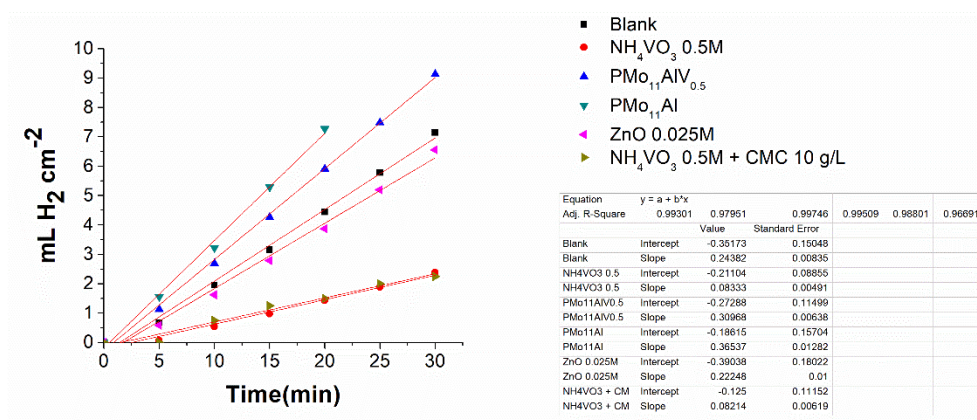 Blank
NH₄VO₃ 0.5M
PMo₁₁AlV₀.₅
PMo₁₁Al
ZnO 0.025M
NH₄VO₃ 0.5M + CMC 10 g/L
mL H₂ cm⁻²
10
9
8
7
6
5
4
3
2
1
0
0 5 10 15 20 25 30
Time(min)
Equation y = a + b*x
Adj. R-Square 0.99301 0.97951 0.99746 0.99509 0.98801 0.96691
Value Standard Error
Blank Intercept -0.35173 0.15048
Blank Slope 0.24382 0.00835
NH4VO3 0.5 Intercept -0.21104 0.08855
NH4VO3 0.5 Slope 0.08333 0.00491
PMo11AlV0.5 Intercept -0.27288 0.11499
PMo11AlV0.5 Slope 0.30968 0.00638
PMo11Al Intercept -0.18615 0.15704
PMo11Al Slope 0.36537 0.01282
ZnO 0.025M Intercept -0.39038 0.18022
ZnO 0.025M Slope 0.22248 0.01
NH4VO3 + CM Intercept -0.125 0.11152
NH4VO3 + CM Slope 0.08214 0.00619